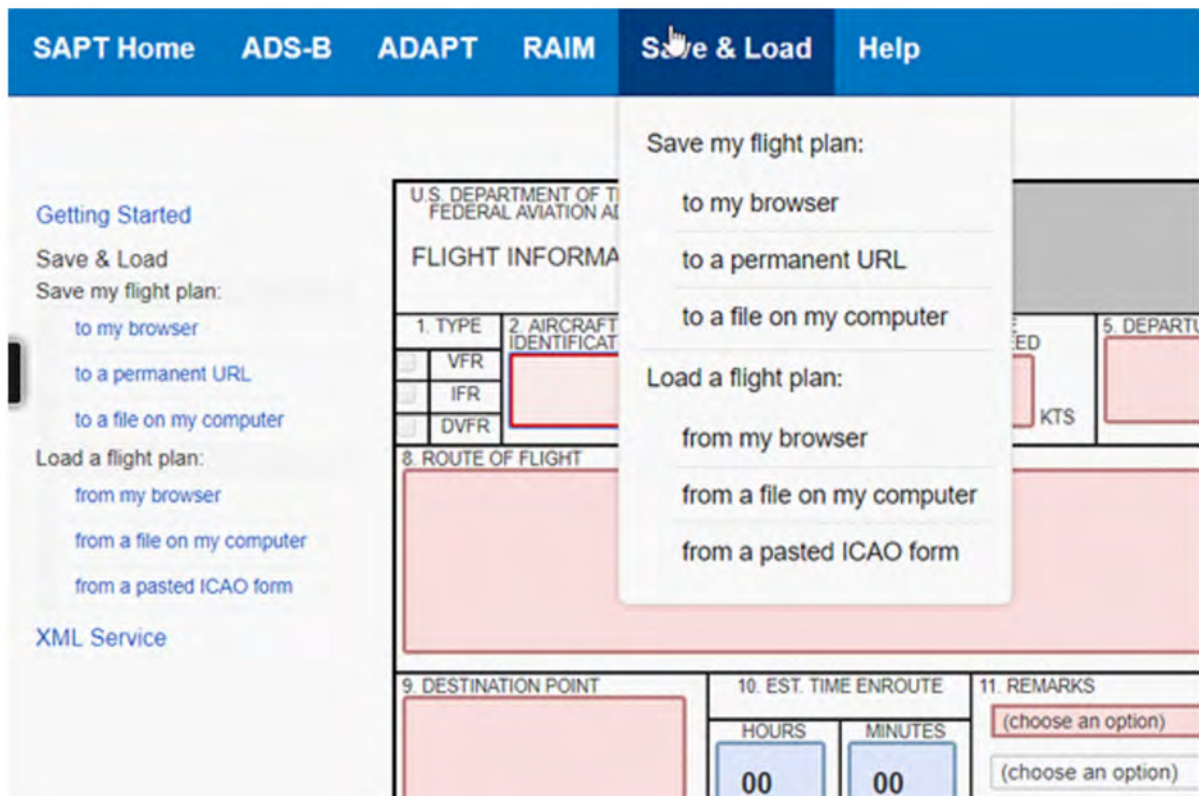 SAPT Home ADS-B ADAPT RAIM Save & Load Help
Getting Started
Save & Load
Save my flight plan:
to my browser
to a permanent URL
to a file on my computer
Load a flight plan:
from my browser
from a file on my computer
from a pasted ICAO form
XML Service
Save my flight plan:
to my browser
to a permanent URL
to a file on my computer
Load a flight plan:
from my browser
from a file on my computer
from a pasted ICAO form
U.S. DEPARTMENT OF
FEDERAL AVIATION
FLIGHT
1. TYPE
VFR
IFR
DVFR
2. AIRCRAFT
KTS
5.
8. ROUTE OF FLIGHT
9. DESTINATION POINT
10. EST. TIME ENROUTE
HOURS MINUTES
00 00
11. REMARKS
(choose an option)
(choose an option)